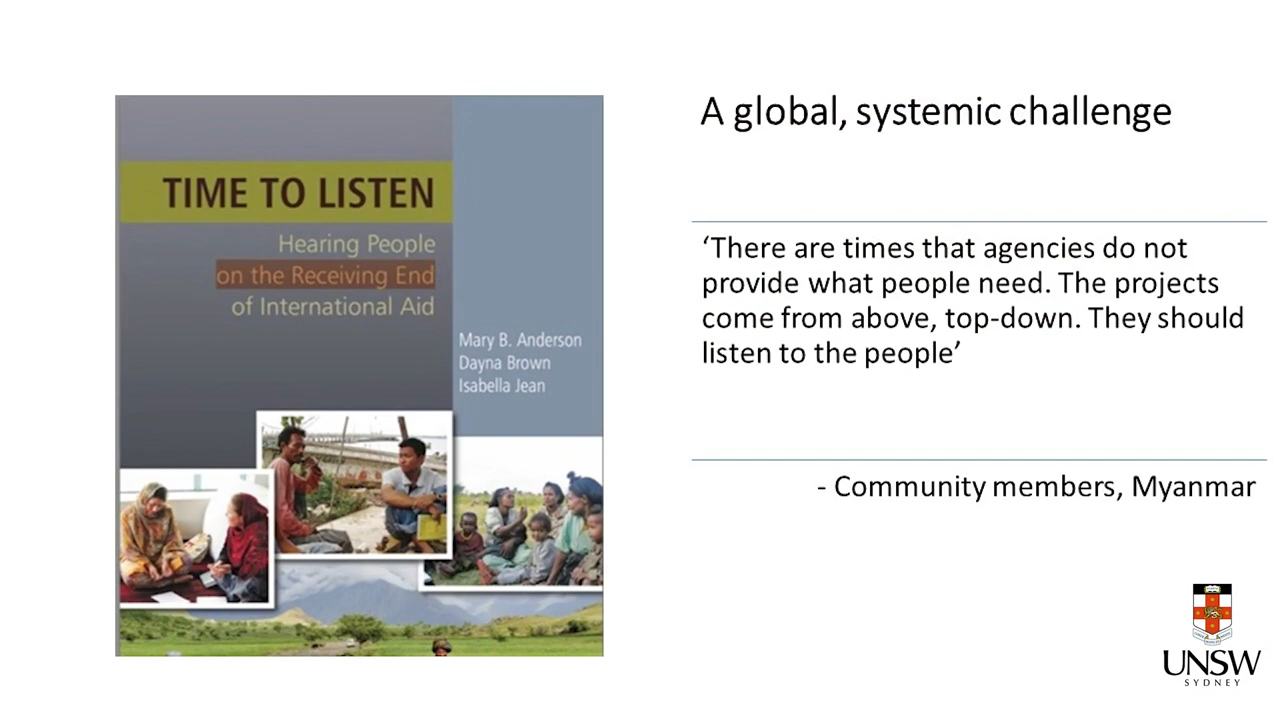 TIME TO LISTEN
Hearing People
on the Receiving End
of International Aid
Mary B. Anderson
Dayna Brown
Isabella Jean
A global, systemic challenge
‘There are times that agencies do not
provide what people need. The projects
come from above, top-down. They should
listen to the people’
- Community members, Myanmar
UNSW
SYDNEY